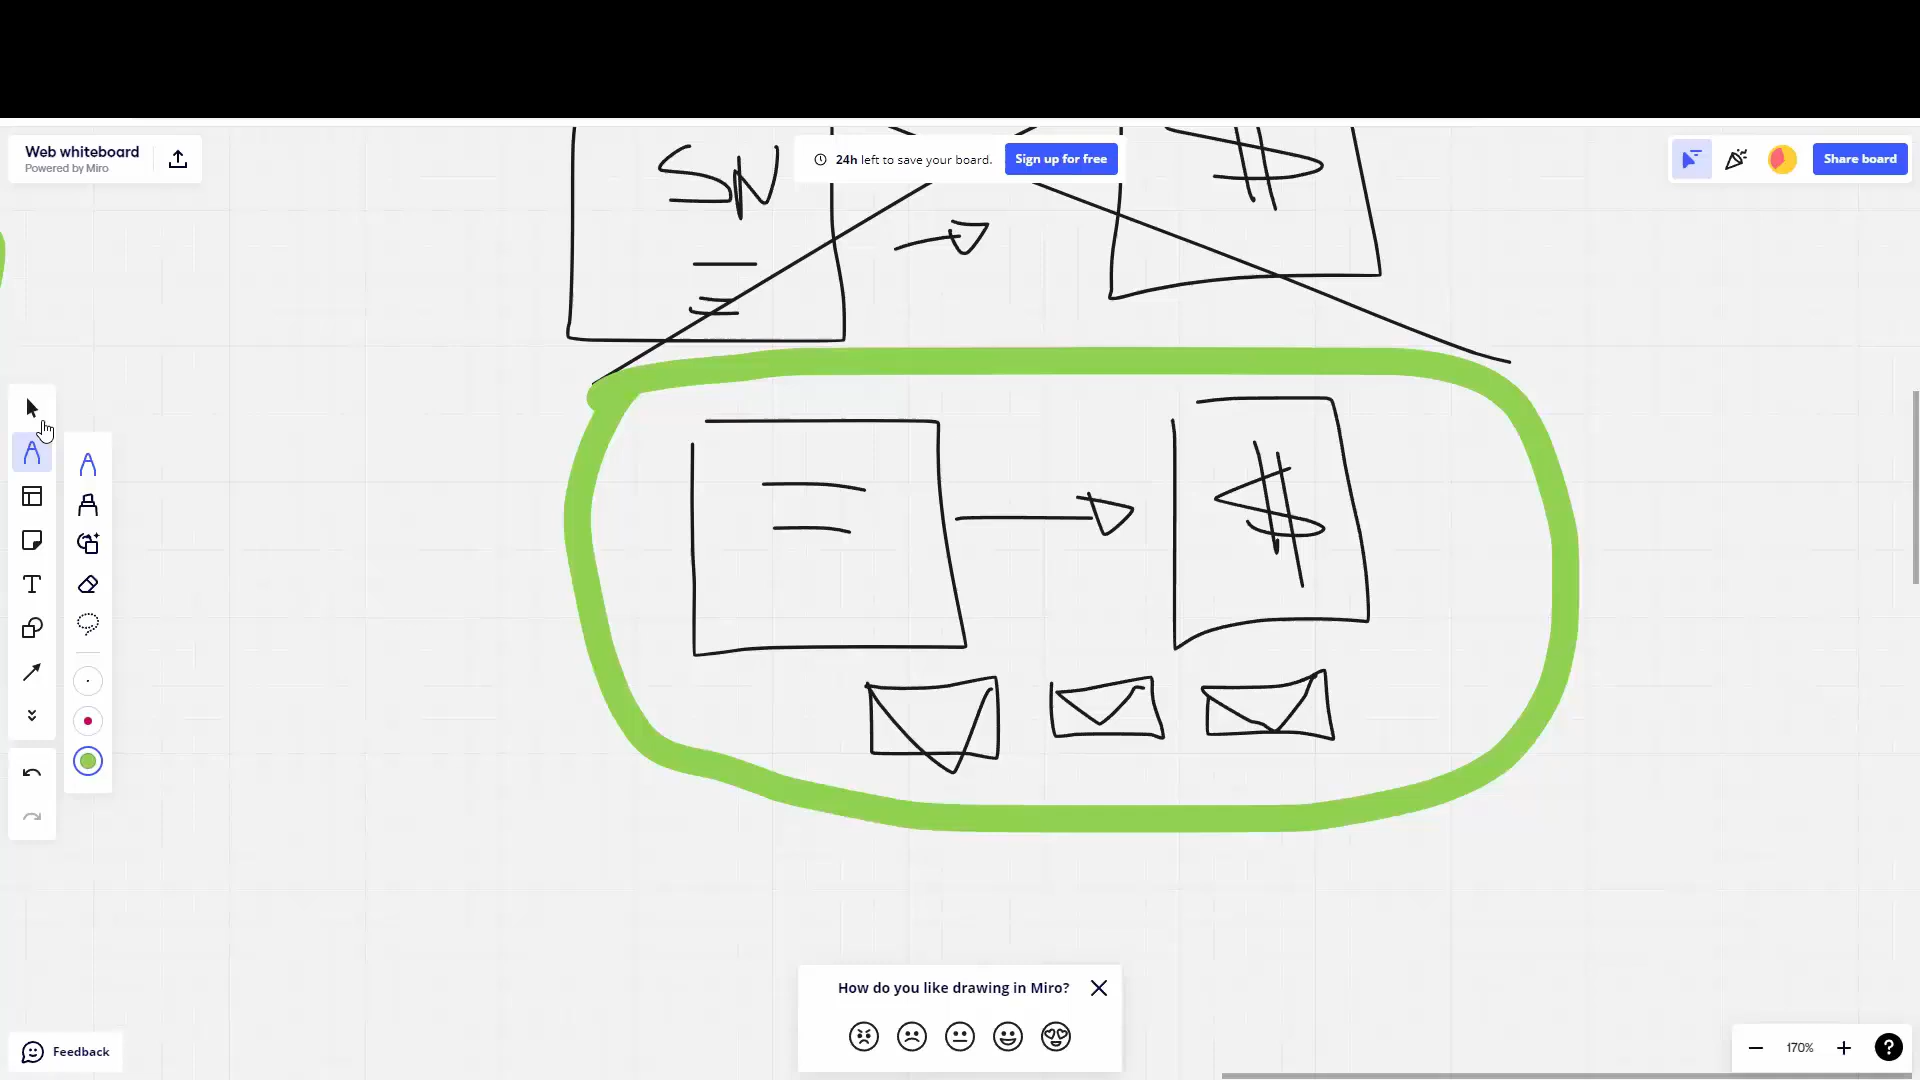 Web whiteboard
Powered by Miro
24h left to save your board.
Sign up for free
Share board
SN
$
$
How do you like drawing in Miro?
Feedback
170%